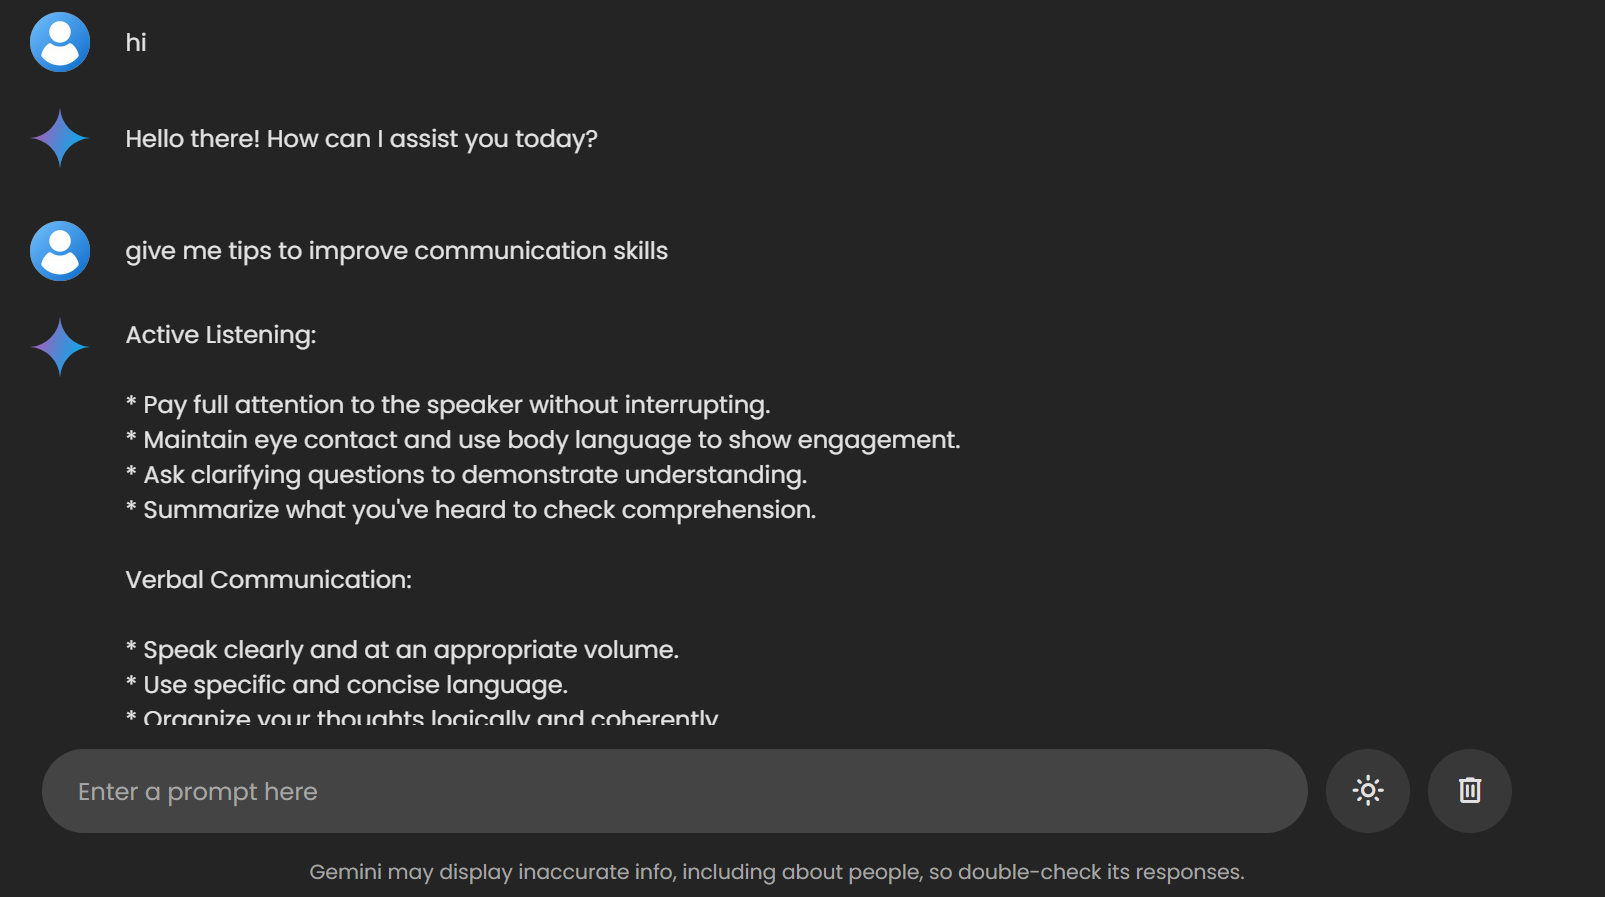 hi
Hello there! How can I assist you today?
give me tips to improve communication skills
Active Listening:
* Pay full attention to the speaker without interrupting.
* Maintain eye contact and use body language to show engagement.
* Ask clarifying questions to demonstrate understanding.
* Summarize what you've heard to check comprehension.
Verbal Communication:
* Speak clearly and at an appropriate volume.
* Use specific and concise language.
* Organize your thoughts logically and coherently
Enter a prompt here
Gemini may display inaccurate info, including about people, so double-check its responses.